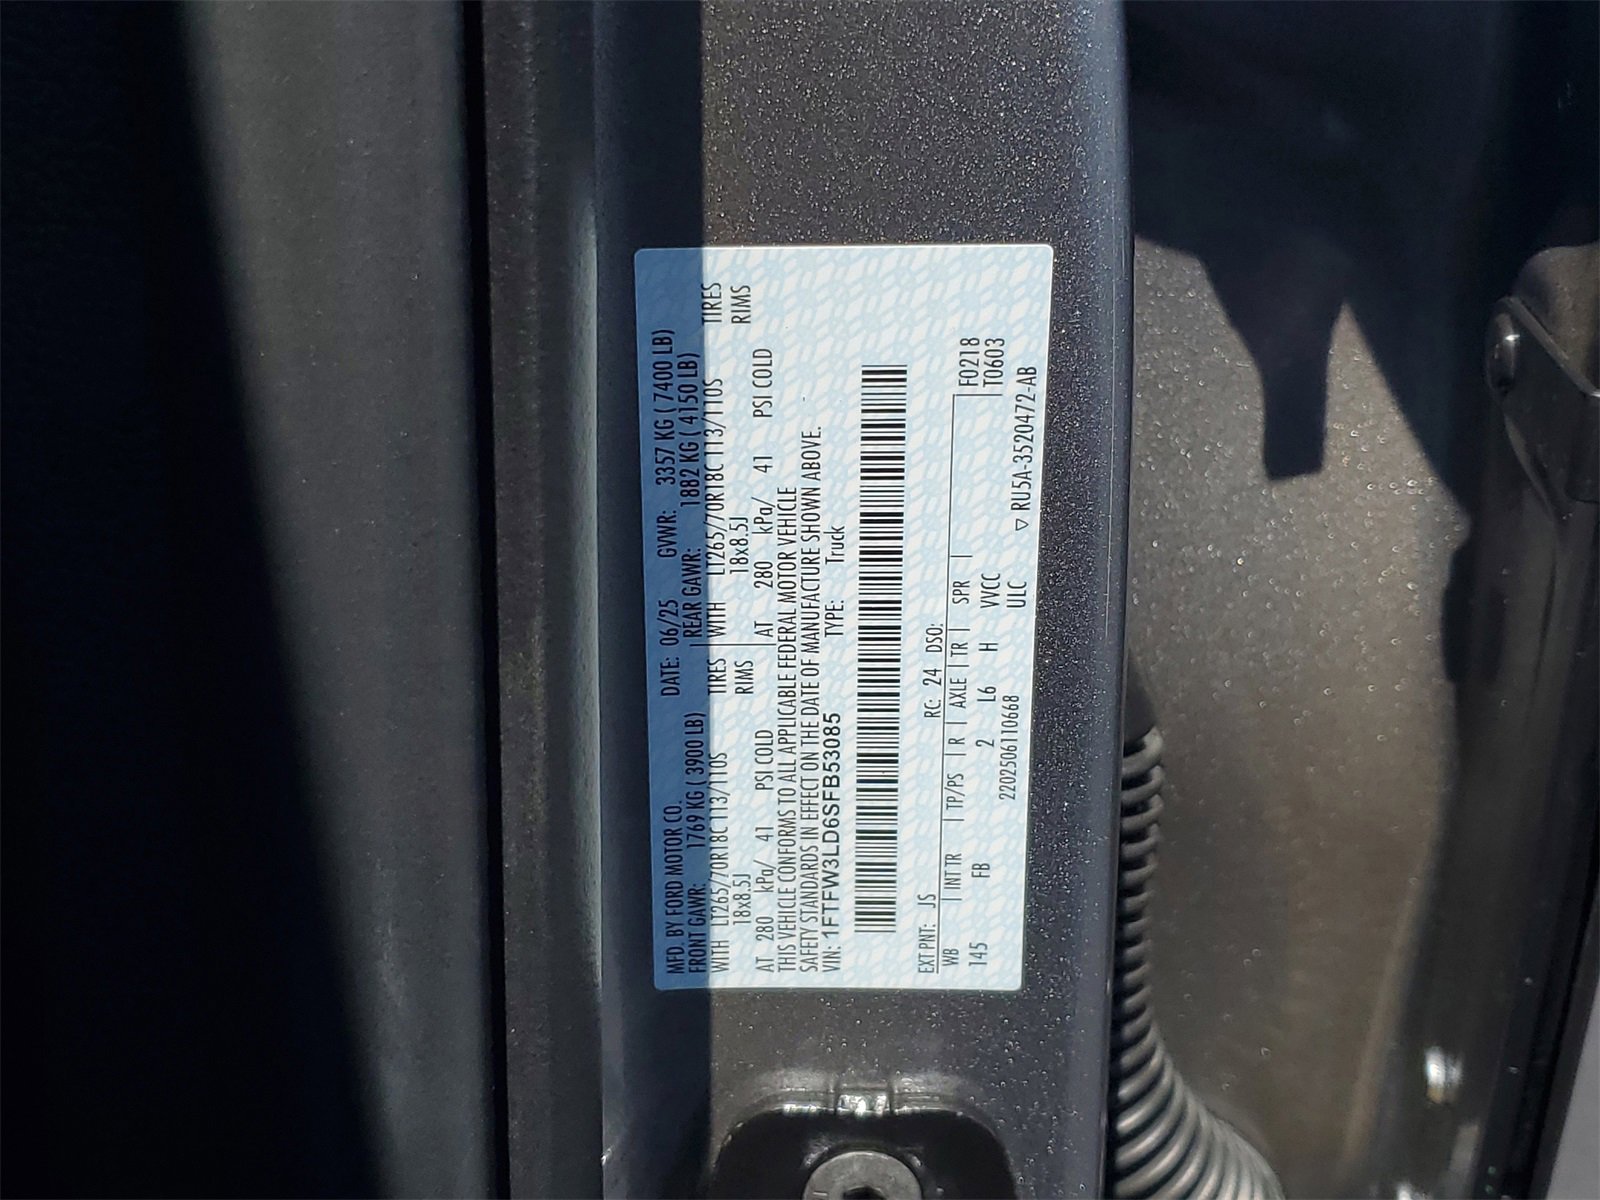 MFD. BY FORD MOTOR CO. DATE: 06/25 GVWR: 3357 KG ( 7400 LB)
FRONT GAWR: 1769 KG ( 3900 LB) REAR GAWR: 1882 KG ( 4150 LB)
WITH LT265/70R18C 113/110S TIRES WITH LT265/70R18C 113/110S TIRES
18x8.5J RIMS 18x8.5J RIMS
AT 280 kPa/ 41 PSI COLD AT 280 kPa/ 41 PSI COLD
THIS VEHICLE CONFORMS TO ALL APPLICABLE FEDERAL MOTOR VEHICLE
SAFETY STANDARDS IN EFFECT ON THE DATE OF MANUFACTURE SHOWN ABOVE.
VIN: 1FTFW3LD6SFB53085 TYPE: Truck
EXT PNT: JS RC: 24 DSO:
WB INT TR TP/PS R AXLE TR SPR F0218
145 FB 2 L6 H VVCC T0603
2202506110668 ULC
▽ RU5A-3520472-AB